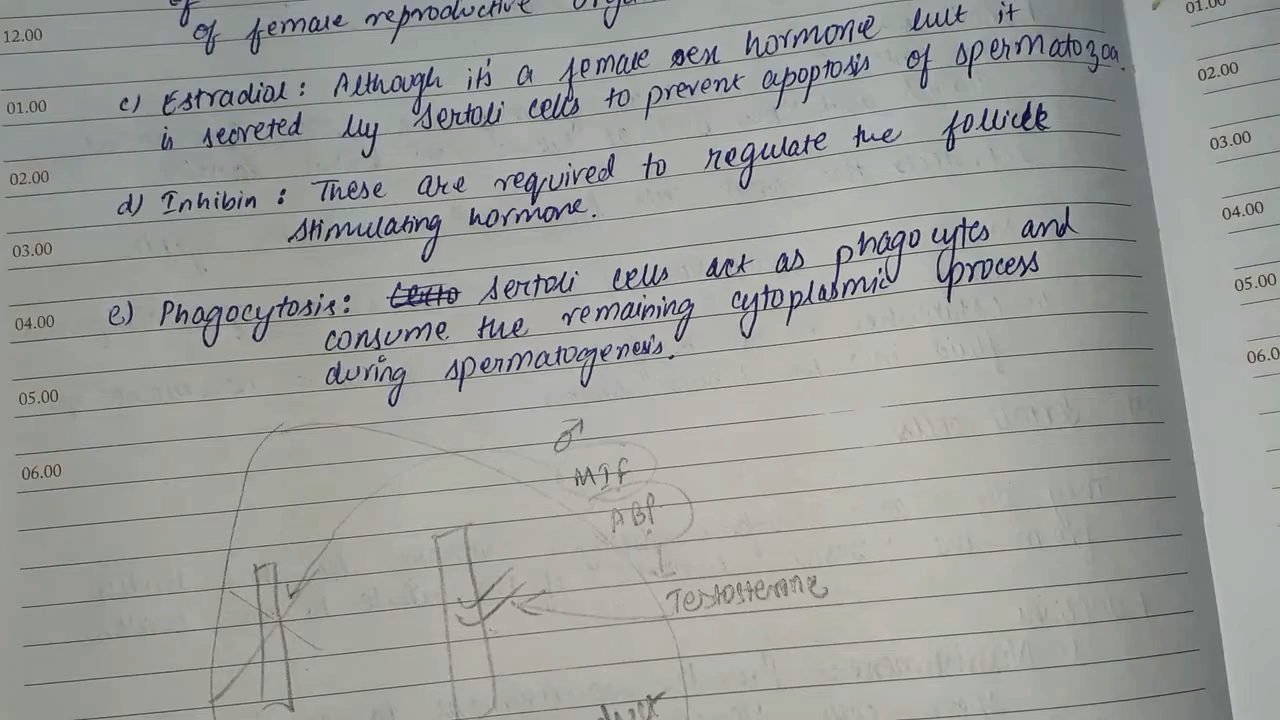 12.00
of female reproductive
01.00
c) Estradiol: Although it's a female sex hormone but it
is secreted by sertoli cells to prevent apoptosis of spermatozoa.
02.00
d) Inhibin: These are required to regulate the follicle
stimulating hormone.
03.00
e) Phagocytosis: sertoli cells act as phagocytes and
04.00
consume the remaining cytoplasmic process
during spermatogenesis.
05.00
06.00
♂
MIF
ABP
Testosterone
duct
01.00
02.00
03.00
04.00
05.00
06.0